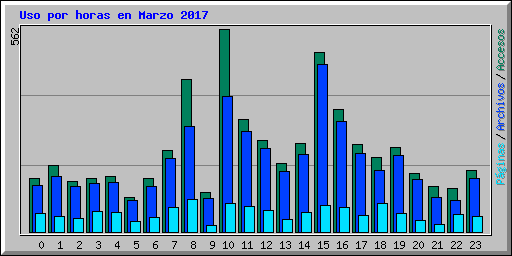 Uso por horas en Marzo 2017
562
Páginas / Archivos / Accesos
0 1 2 3 4 5 6 7 8 9 10 11 12 13 14 15 16 17 18 19 20 21 22 23